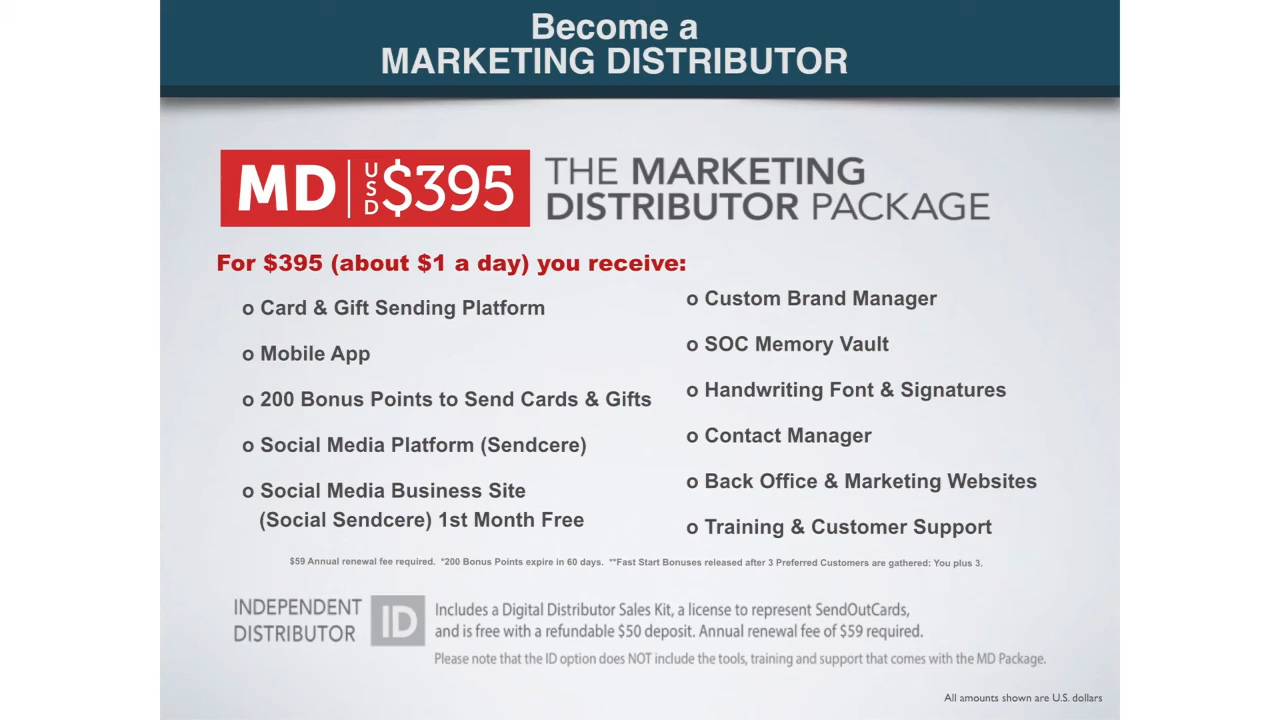 Become a
MARKETING DISTRIBUTOR
MD USD $395
THE MARKETING
DISTRIBUTOR PACKAGE
For $395 (about $1 a day) you receive:
o Card & Gift Sending Platform
o Mobile App
o 200 Bonus Points to Send Cards & Gifts
o Social Media Platform (Sendcere)
o Social Media Business Site
(Social Sendcere) 1st Month Free
o Custom Brand Manager
o SOC Memory Vault
o Handwriting Font & Signatures
o Contact Manager
o Back Office & Marketing Websites
o Training & Customer Support
$59 Annual renewal fee required. *200 Bonus Points expire in 60 days. **Fast Start Bonuses released after 3 Preferred Customers are gathered: You plus 3.
INDEPENDENT
DISTRIBUTOR
ID
Includes a Digital Distributor Sales Kit, a license to represent SendOutCards,
and is free with a refundable $50 deposit. Annual renewal fee of $59 required.
Please note that the ID option does NOT include the tools, training and support that comes with the MD Package.
All amounts shown are U.S. dollars